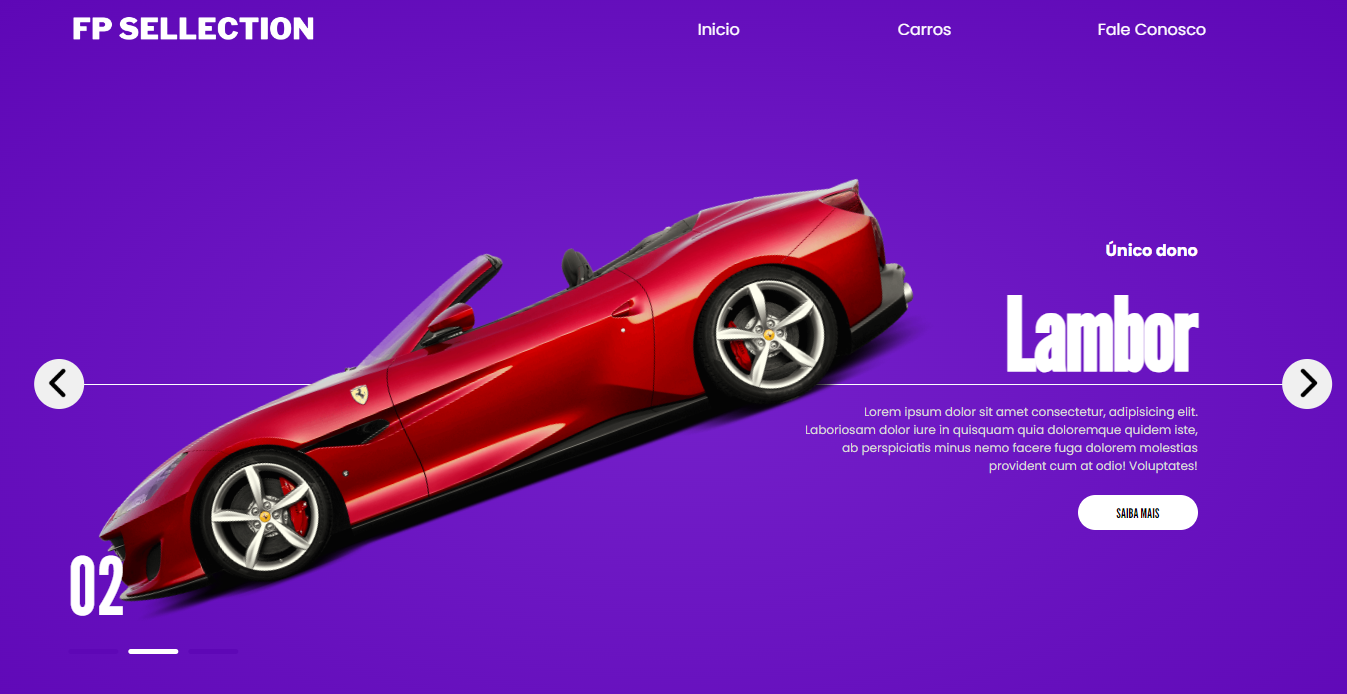 FP SELLECTION
Inicio
Carros
Fale Conosco
Único dono
Lambor
Lorem ipsum dolor sit amet consectetur, adipisicing elit.
Laboriosam dolor iure in quisquam quia doloremque quidem iste,
ab perspiciatis minus nemo facere fuga dolorem molestias
provident cum at odio! Voluptates!
SAIBA MAIS
02